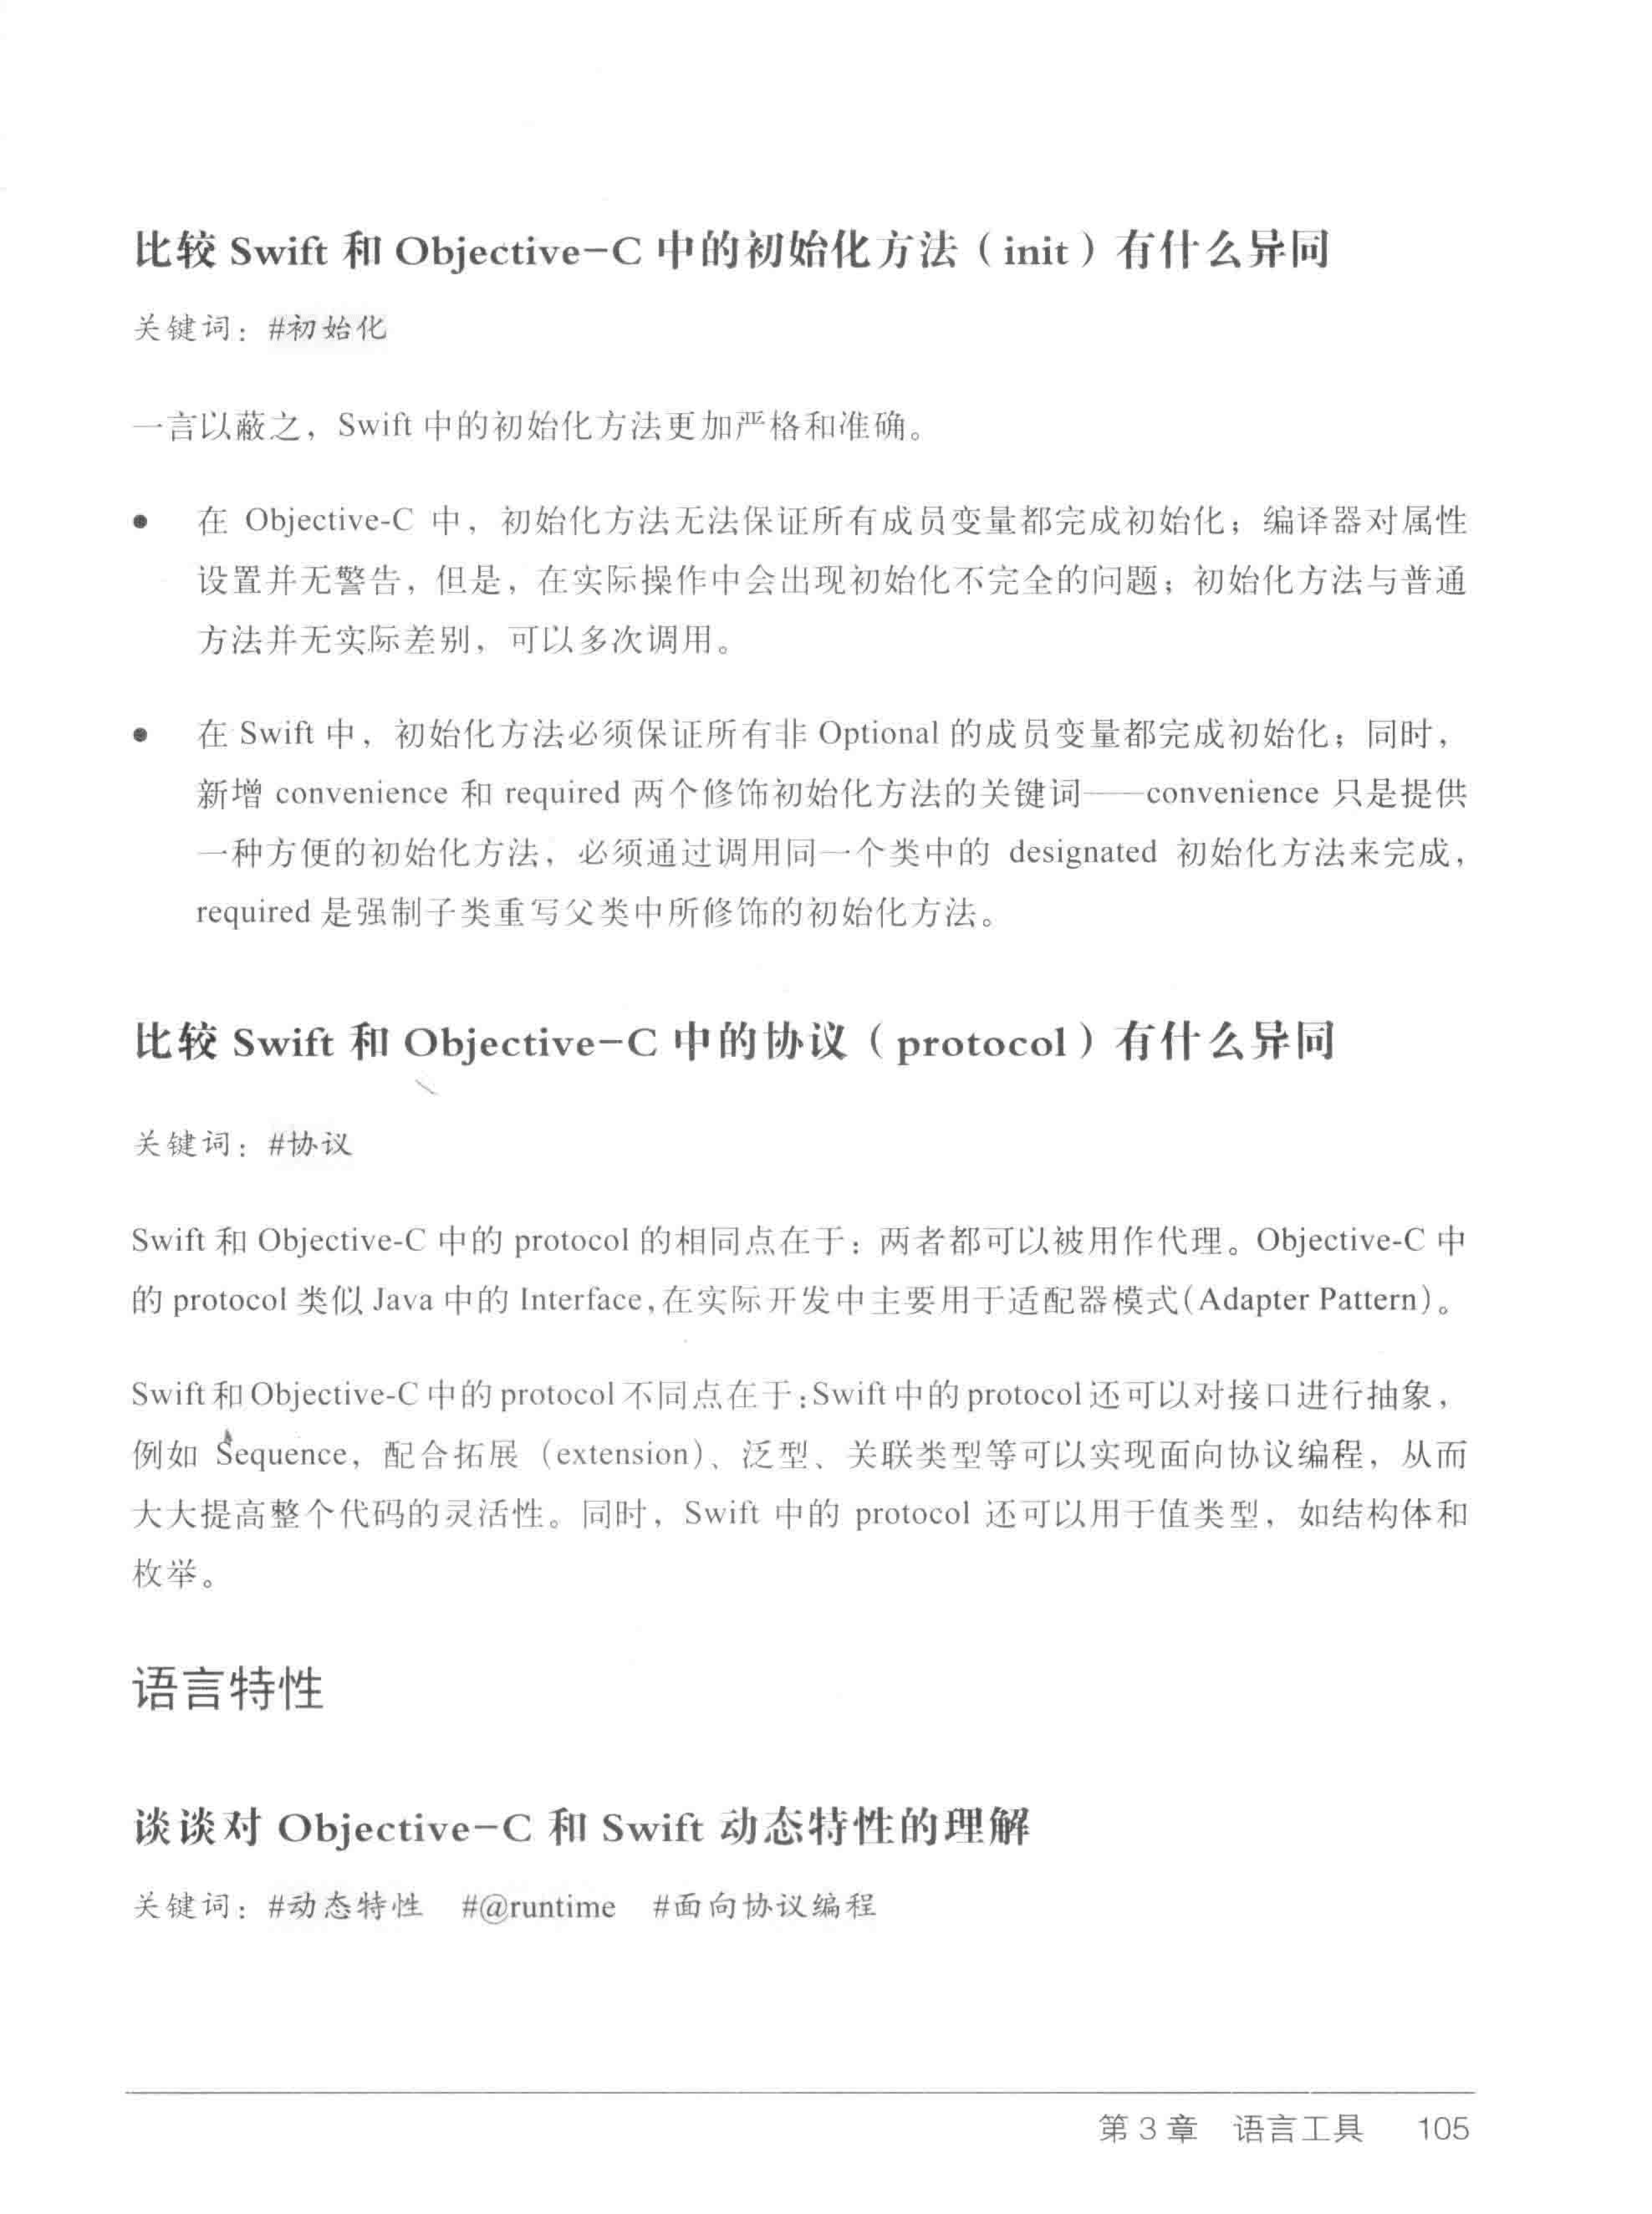 比较 Swift 和 Objective-C 中的初始化方法（init）有什么异同
关键词：#初始化
一言以蔽之，Swift 中的初始化方法更加严格和准确。
● 在 Objective-C 中，初始化方法无法保证所有成员变量都完成初始化；编译器对属性
设置并无警告，但是，在实际操作中会出现初始化不完全的问题；初始化方法与普通
方法并无实际差别，可以多次调用。
● 在 Swift 中，初始化方法必须保证所有非 Optional 的成员变量都完成初始化；同时，
新增 convenience 和 required 两个修饰初始化方法的关键词——convenience 只是提供
一种方便的初始化方法，必须通过调用同一个类中的 designated 初始化方法来完成，
required 是强制子类重写父类中所修饰的初始化方法。
比较 Swift 和 Objective-C 中的协议（protocol）有什么异同
关键词：#协议
Swift 和 Objective-C 中的 protocol 的相同点在于：两者都可以被用作代理。Objective-C 中
的 protocol 类似 Java 中的 Interface，在实际开发中主要用于适配器模式（Adapter Pattern）。
Swift 和 Objective-C 中的 protocol 不同点在于：Swift 中的 protocol 还可以对接口进行抽象，
例如 Sequence，配合拓展（extension）、泛型、关联类型等可以实现面向协议编程，从而
大大提高整个代码的灵活性。同时，Swift 中的 protocol 还可以用于值类型，如结构体和
枚举。
语言特性
谈谈对 Objective-C 和 Swift 动态特性的理解
关键词：#动态特性 #@runtime #面向协议编程
第 3 章 语言工具 105